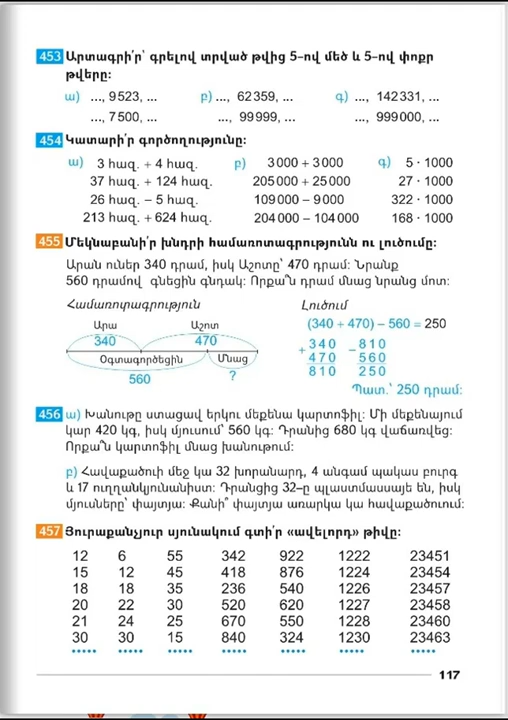 453 Արտագրի՛ր՝ գրելով տրված թվից 5-ով մեծ և 5-ով փոքր
թվերը։
ա) ..., 9523, ... բ) ..., 62359, ... գ) ..., 142331, ...
..., 7500, ... ..., 99999, ... ..., 999000, ...
454 Կատարի՛ր գործողությունը։
ա) 3 հազ. + 4 հազ. բ) 3000 + 3000 գ) 5 · 1000
37 հազ. + 124 հազ. 205000 + 25000 27 · 1000
26 հազ. − 5 հազ. 109000 − 9000 322 · 1000
213 հազ. + 624 հազ. 204000 − 104000 168 · 1000
455 Մեկնաբանի՛ր խնդրի համառոտագրությունն ու լուծումը։
Արան ուներ 340 դրամ, իսկ Աշոտը՝ 470 դրամ։ Նրանք
560 դրամով գնեցին գնդակ։ Որքա՞ն դրամ մնաց նրանց մոտ։
Համառոտագրություն Լուծում
Արա Աշոտ (340 + 470) − 560 = 250
340 470 + 340 − 810
Օգտագործեցին Մնաց 470 560
560 ? 810 250
Պատ.՝ 250 դրամ։
456 ա) Խանութը ստացավ երկու մեքենա կարտոֆիլ։ Մի մեքենայում
կար 420 կգ, իսկ մյուսում՝ 560 կգ։ Դրանից 680 կգ վաճառվեց։
Որքա՞ն կարտոֆիլ մնաց խանութում։
բ) Հավաքածուի մեջ կա 32 խորանարդ, 4 անգամ պակաս բուրգ
և 17 ուղղանկյունանիստ։ Դրանցից 32-ը պլաստմասսայե են, իսկ
մյուսները՝ փայտյա։ Քանի՞ փայտյա առարկա կա հավաքածուում։
457 Յուրաքանչյուր սյունակում գտի՛ր «ավելորդ» թիվը։
12 6 55 342 922 1222 23451
15 12 45 418 876 1224 23454
18 18 35 236 540 1226 23457
20 22 30 520 620 1227 23458
21 24 25 670 550 1228 23460
30 30 15 840 324 1230 23463
..... ..... ..... ..... ..... ..... .....
117